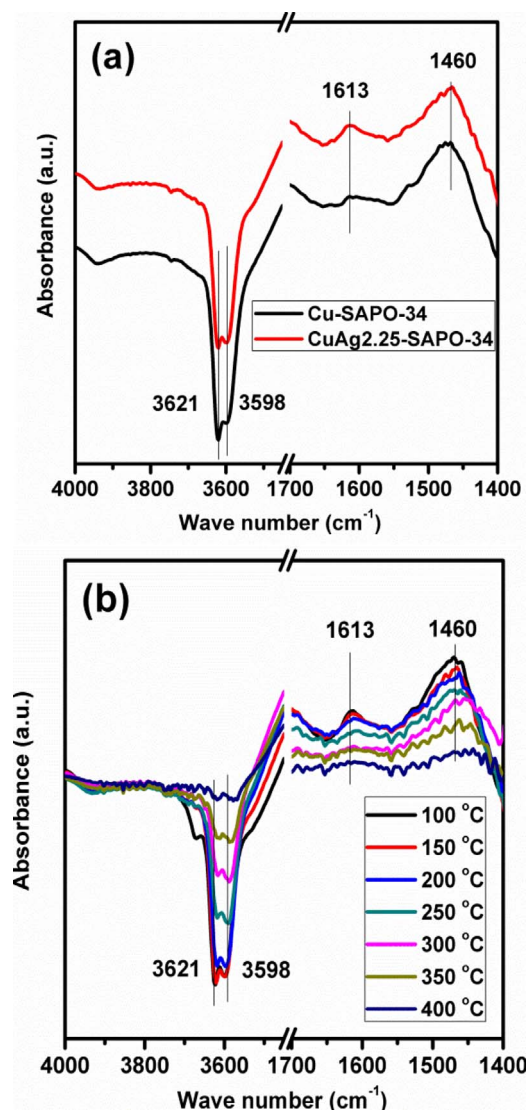 (a)
1613
1460
Absorbance (a.u.)
Cu-SAPO-34
CuAg2.25-SAPO-34
3621
3598
4000
3800
3600
1700
1600
1500
1400
Wave number (cm⁻¹)
(b)
1613
1460
Absorbance (a.u.)
100 °C
150 °C
200 °C
250 °C
300 °C
350 °C
400 °C
3621
3598
4000
3800
3600
1700
1600
1500
1400
Wave number (cm⁻¹)